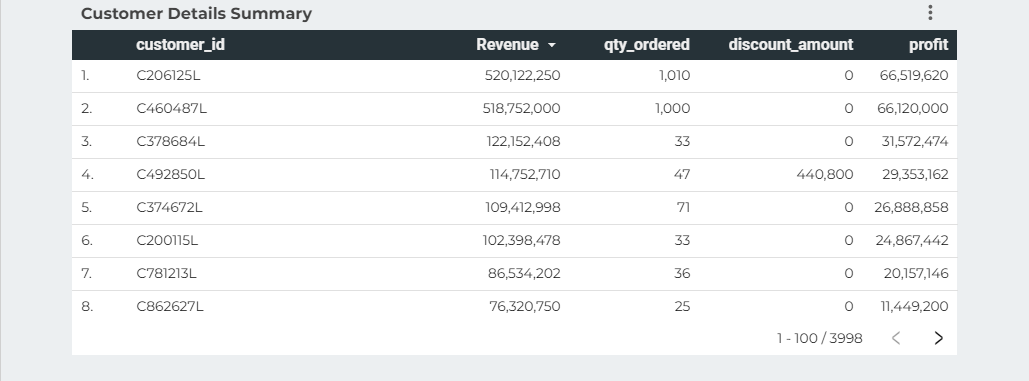 Customer Details Summary
customer_id Revenue qty_ordered discount_amount profit
1. C206125L 520,122,250 1,010 0 66,519,620
2. C460487L 518,752,000 1,000 0 66,120,000
3. C378684L 122,152,408 33 0 31,572,474
4. C492850L 114,752,710 47 440,800 29,353,162
5. C374672L 109,412,998 71 0 26,888,858
6. C200115L 102,398,478 33 0 24,867,442
7. C781213L 86,534,202 36 0 20,157,146
8. C862627L 76,320,750 25 0 11,449,200
1 - 100 / 3998